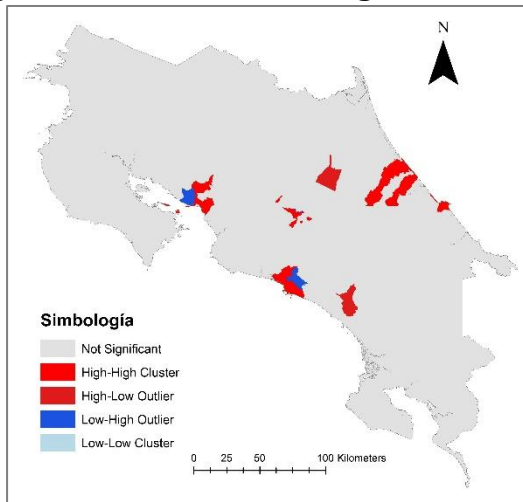 N
Simbología
Not Significant
High-High Cluster
High-Low Outlier
Low-High Outlier
Low-Low Cluster
0 25 50 100 Kilometers